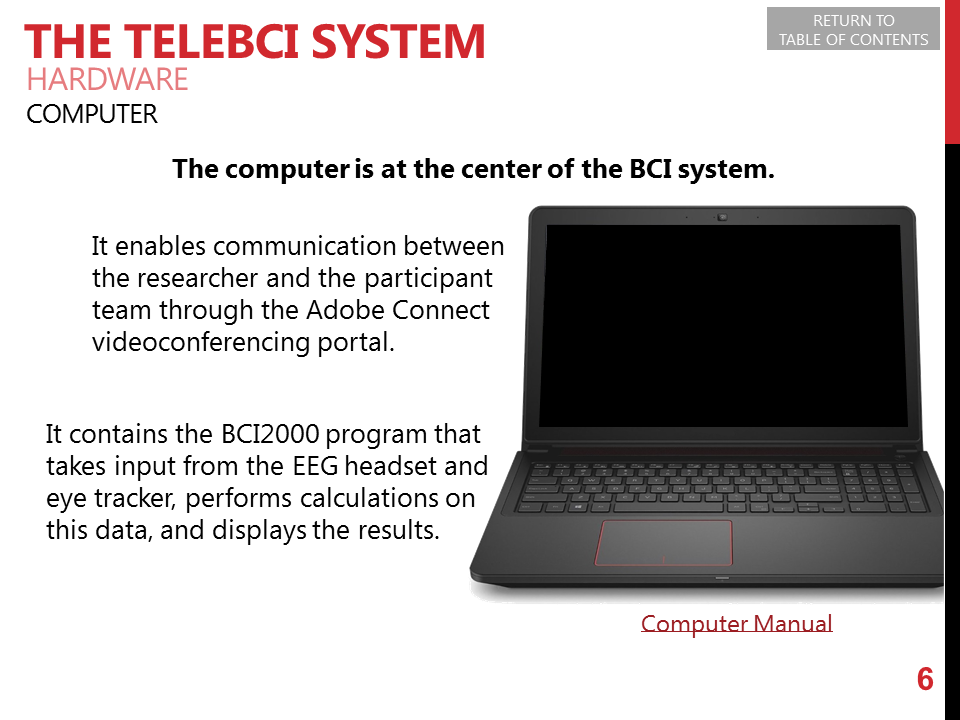 THE TELEBCI SYSTEM
HARDWARE
COMPUTER
RETURN TO
TABLE OF CONTENTS
The computer is at the center of the BCI system.
It enables communication between
the researcher and the participant
team through the Adobe Connect
videoconferencing portal.
It contains the BCI2000 program that
takes input from the EEG headset and
eye tracker, performs calculations on
this data, and displays the results.
Computer Manual
6